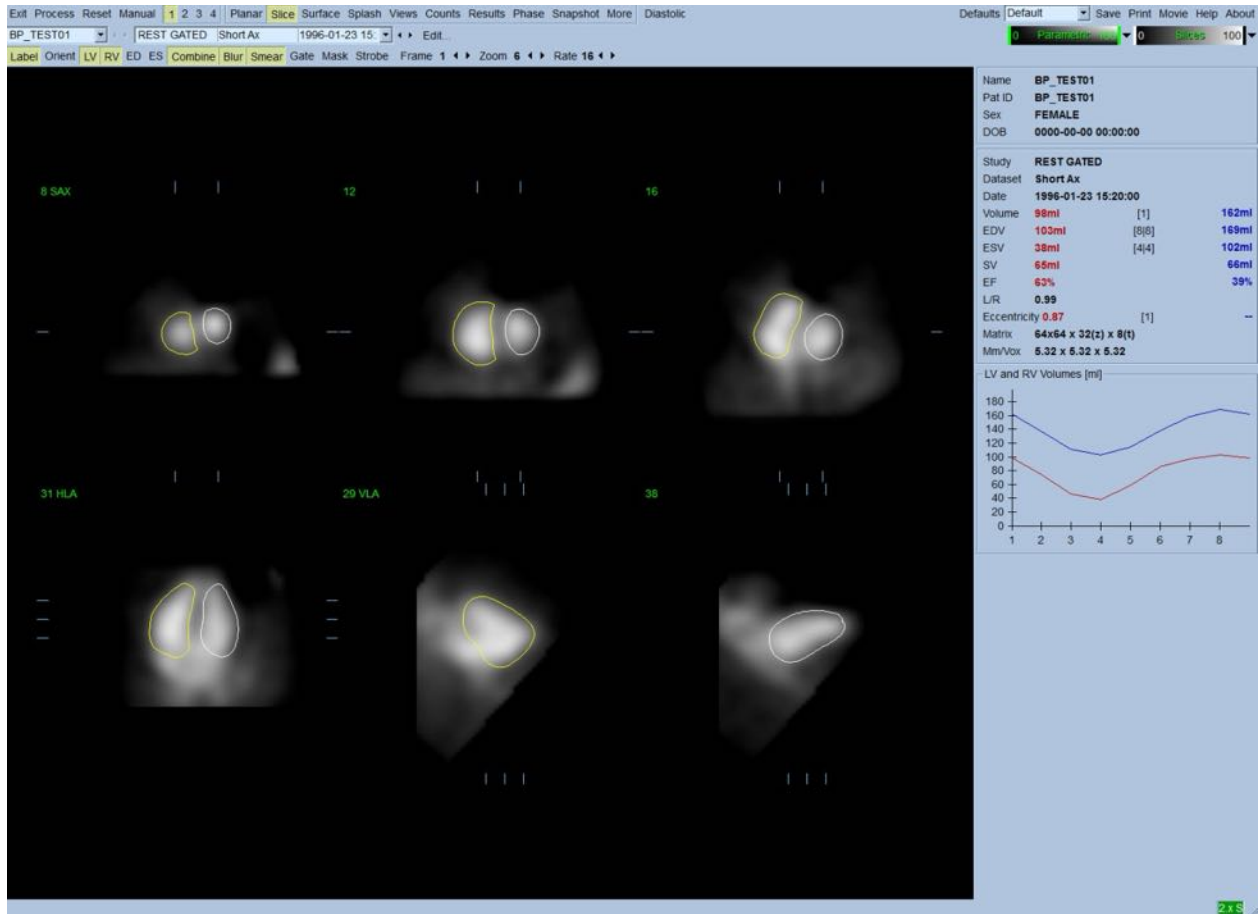 Exit Process Reset Manual 1 2 3 4 Planar Slice Surface Splash Views Counts Results Phase Snapshot More Diastolic Defaults Default Save Print Movie Help About
BP_TEST01 REST GATED Short Ax 1996-01-23 15: Edit... 0 Parametric 100 0 Slices 100
Label Orient LV RV ED ES Combine Blur Smear Gate Mask Strobe Frame 1 Zoom 6 Rate 16
Name BP_TEST01
Pat ID BP_TEST01
Sex FEMALE
DOB 0000-00-00 00:00:00
Study REST GATED
Dataset Short Ax
Date 1996-01-23 15:20:00
Volume 98ml [1] 162ml
EDV 103ml [8|8] 169ml
ESV 38ml [4|4] 102ml
SV 65ml 66ml
EF 63% 39%
L/R 0.99
Eccentricity 0.87 [1] --
Matrix 64x64 x 32(z) x 8(t)
Mm/Vox 5.32 x 5.32 x 5.32
LV and RV Volumes [ml]
180
160
140
120
100
80
60
40
20
0
1 2 3 4 5 6 7 8
8 SAX 12 16
31 HLA 29 VLA 38
2 x S